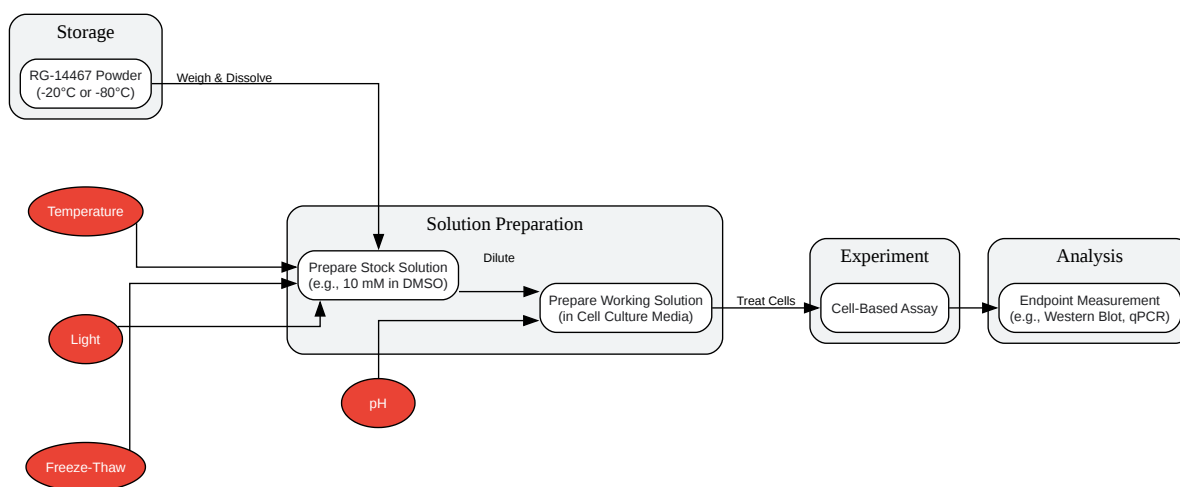 Storage
RG-14467 Powder
(-20°C or -80°C)
Weigh & Dissolve
Temperature
Solution Preparation
Prepare Stock Solution
(e.g., 10 mM in DMSO)
Dilute
Prepare Working Solution
(in Cell Culture Media)
Treat Cells
Experiment
Cell-Based Assay
Analysis
Endpoint Measurement
(e.g., Western Blot, qPCR)
Light
pH
Freeze-Thaw